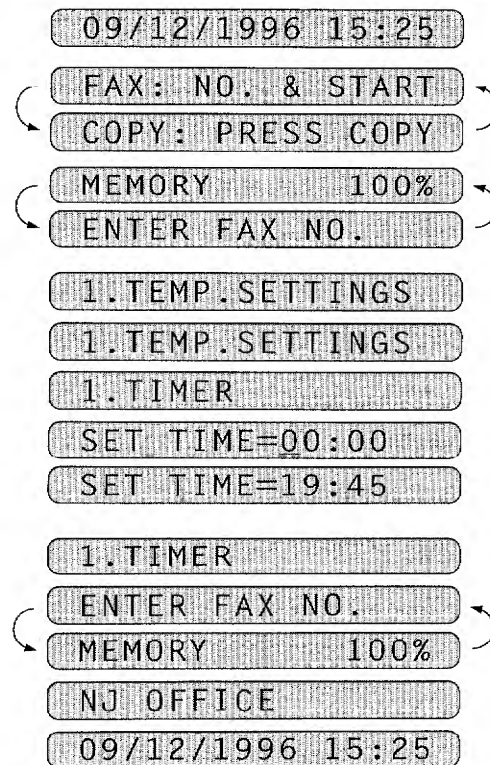 09/12/1996 15:25
FAX: NO. & START
COPY: PRESS COPY
MEMORY 100%
ENTER FAX NO.
1.TEMP.SETTINGS
1.TEMP.SETTINGS
1.TIMER
SET TIME=00:00
SET TIME=19:45
1.TIMER
ENTER FAX NO.
MEMORY 100%
NJ OFFICE
09/12/1996 15:25